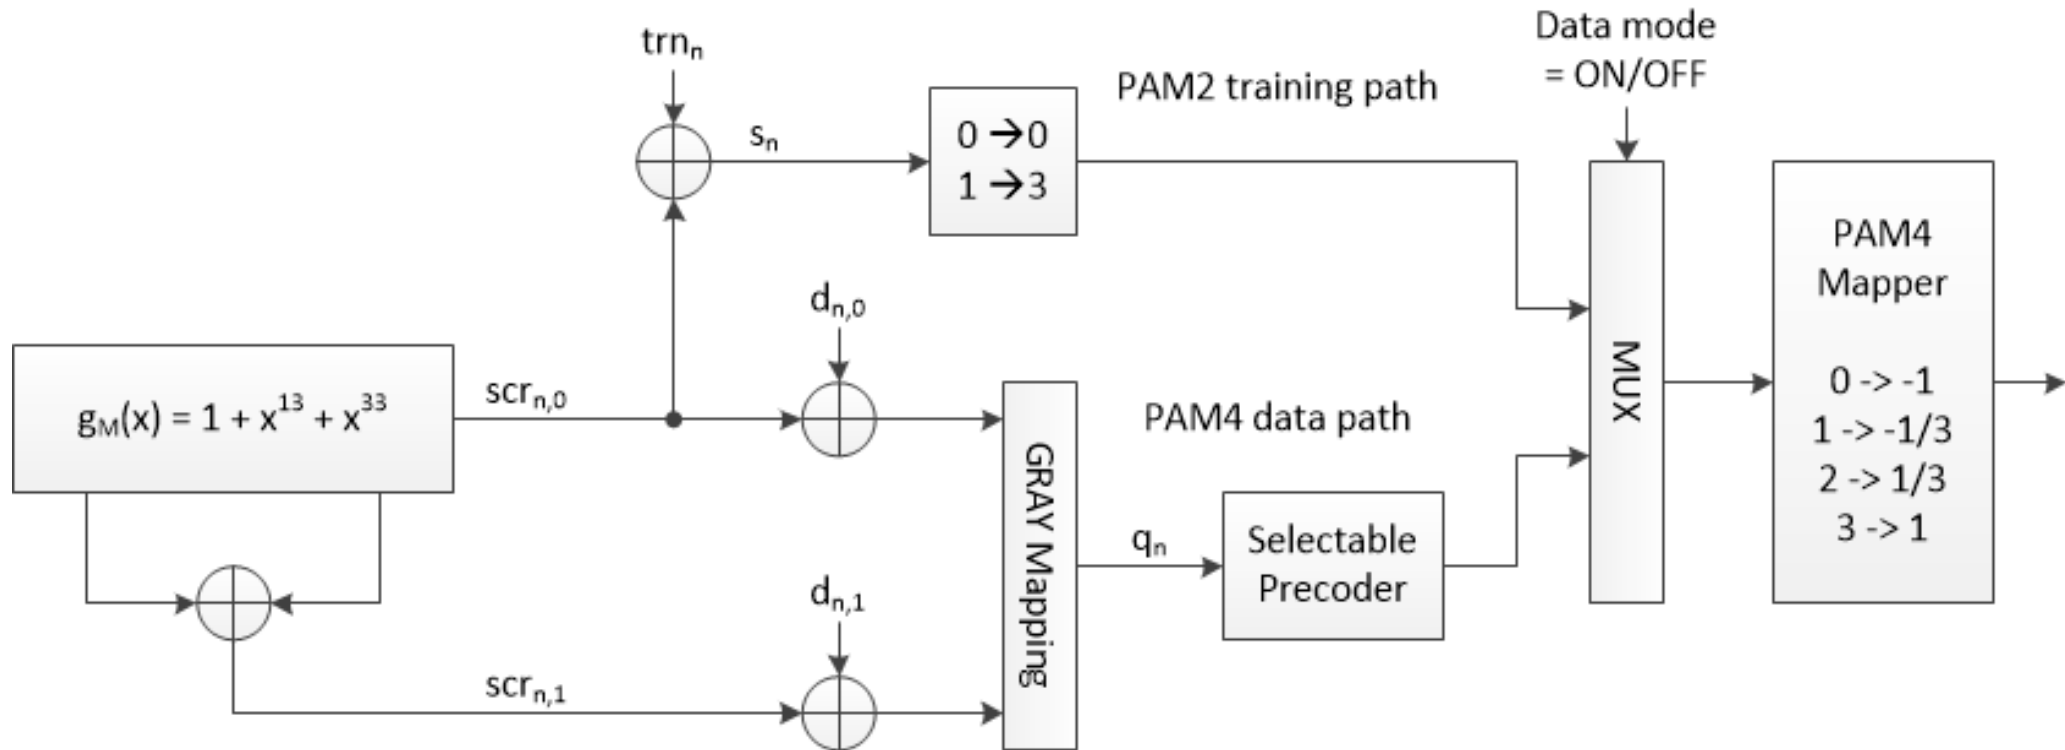 trnₙ
sₙ
0 →0
1 →3
PAM2 training path
Data mode
= ON/OFF
MUX
PAM4
Mapper
0 -> -1
1 -> -1/3
2 -> 1/3
3 -> 1
g_M(x) = 1 + x¹³ + x³³
scrₙ,₀
dₙ,₀
GRAY Mapping
PAM4 data path
qₙ
Selectable
Precoder
dₙ,₁
scrₙ,₁